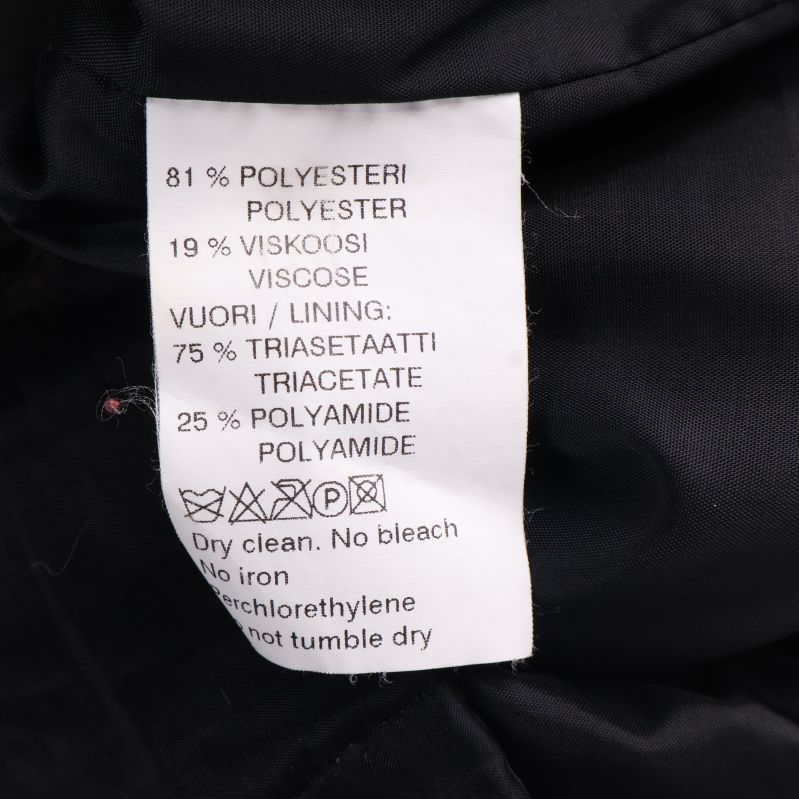 81 % POLYESTERI
POLYESTER
19 % VISKOOSI
VISCOSE
VUORI / LINING:
75 % TRIASETAATTI
TRIACETATE
25 % POLYAMIDE
POLYAMIDE
P
Dry clean. No bleach
No iron
Perchlorethylene
not tumble dry